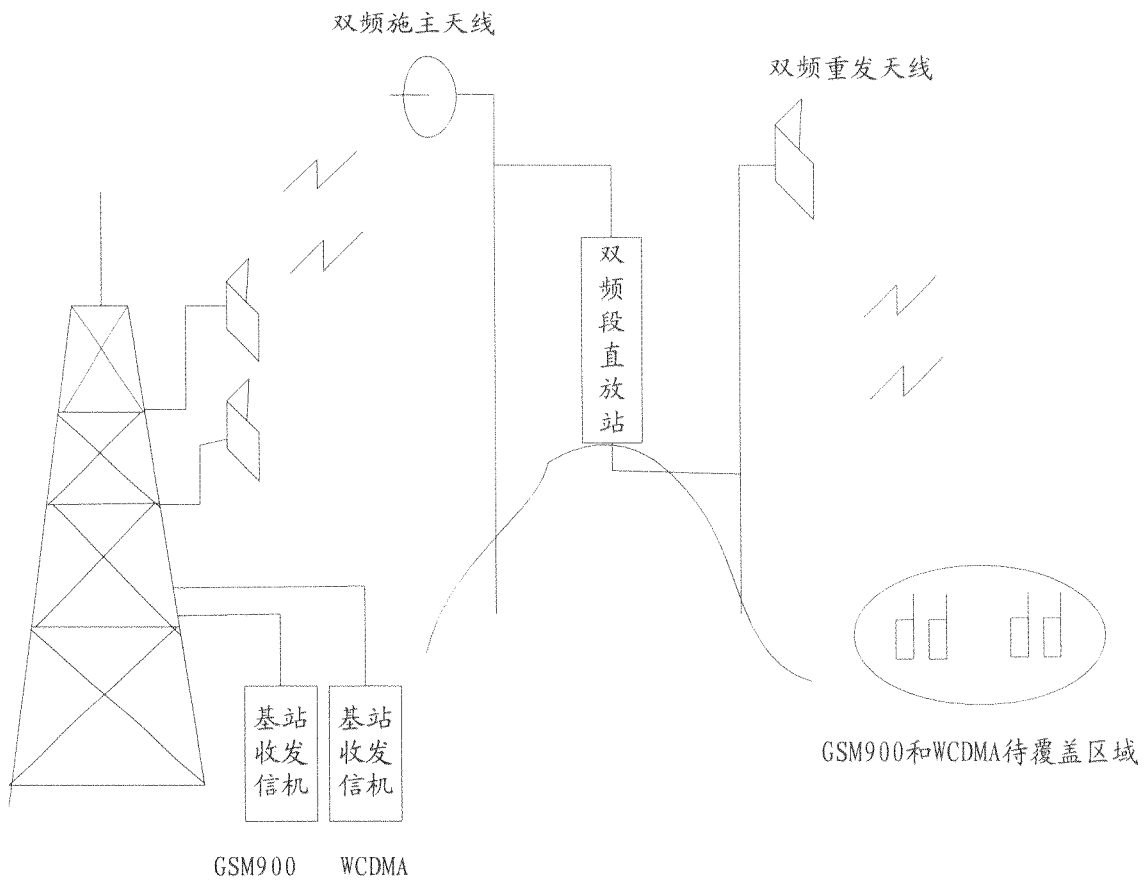 双频施主天线
双频重发天线
双
频
段
直
放
站
基站
收发
信机
基站
收发
信机
GSM900和WCDMA待覆盖区域
GSM900
WCDMA